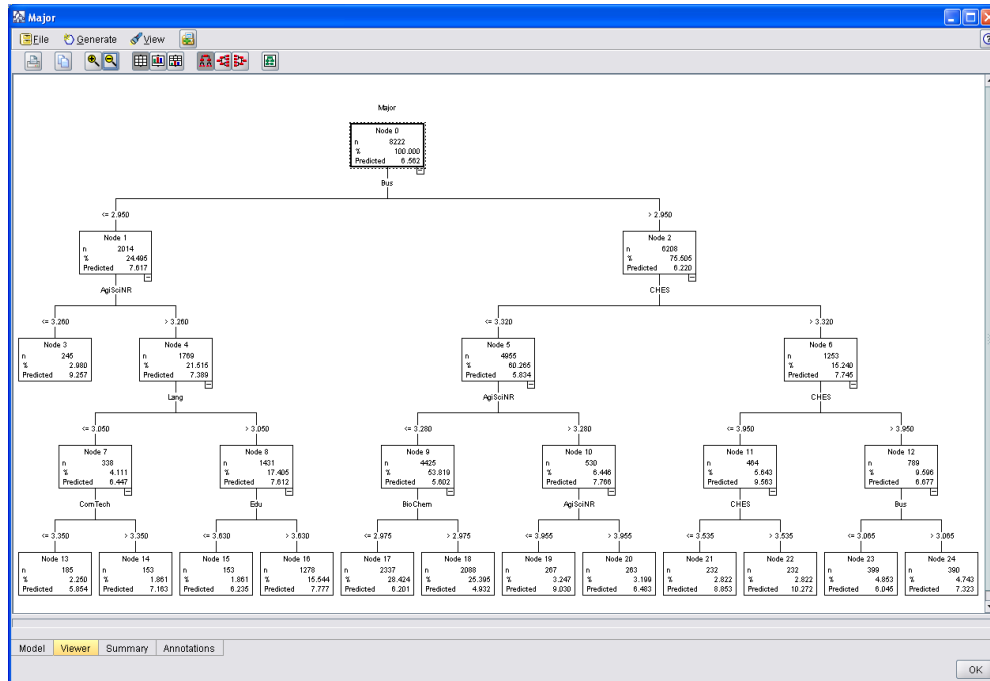 Major
File Generate View
Major
Node 0
n 8222
% 100.000
Predicted 6.562
Bus
<= 2.950 > 2.950
Node 1 Node 2
n 2014 n 6208
% 24.495 % 75.505
Predicted 7.617 Predicted 6.220
AgiSciNR CHES
<= 3.260 > 3.260 <= 3.320 > 3.320
Node 3 Node 4 Node 5 Node 6
n 245 n 1769 n 4955 n 1253
% 2.980 % 21.515 % 60.265 % 15.240
Predicted 9.257 Predicted 7.389 Predicted 5.834 Predicted 7.745
Lang AgiSciNR CHES
<= 3.050 > 3.050 <= 3.280 > 3.280 <= 3.950 > 3.950
Node 7 Node 8 Node 9 Node 10 Node 11 Node 12
n 338 n 1431 n 4425 n 530 n 464 n 789
% 4.111 % 17.405 % 53.819 % 6.446 % 5.643 % 9.596
Predicted 6.447 Predicted 7.612 Predicted 5.602 Predicted 7.766 Predicted 9.563 Predicted 6.677
ComTech Edu BioChem AgiSciNR CHES Bus
<= 3.350 > 3.350 <= 3.630 > 3.630 <= 2.975 > 2.975 <= 3.955 > 3.955 <= 3.535 > 3.535 <= 3.065 > 3.065
Node 13 Node 14 Node 15 Node 16 Node 17 Node 18 Node 19 Node 20 Node 21 Node 22 Node 23 Node 24
n 185 n 153 n 153 n 1278 n 2337 n 2088 n 267 n 263 n 232 n 232 n 399 n 390
% 2.250 % 1.861 % 1.861 % 15.544 % 28.424 % 25.395 % 3.247 % 3.199 % 2.822 % 2.822 % 4.853 % 4.743
Predicted 5.854 Predicted 7.163 Predicted 6.235 Predicted 7.777 Predicted 6.201 Predicted 4.932 Predicted 9.030 Predicted 6.483 Predicted 8.853 Predicted 10.272 Predicted 6.045 Predicted 7.323
Model Viewer Summary Annotations
OK